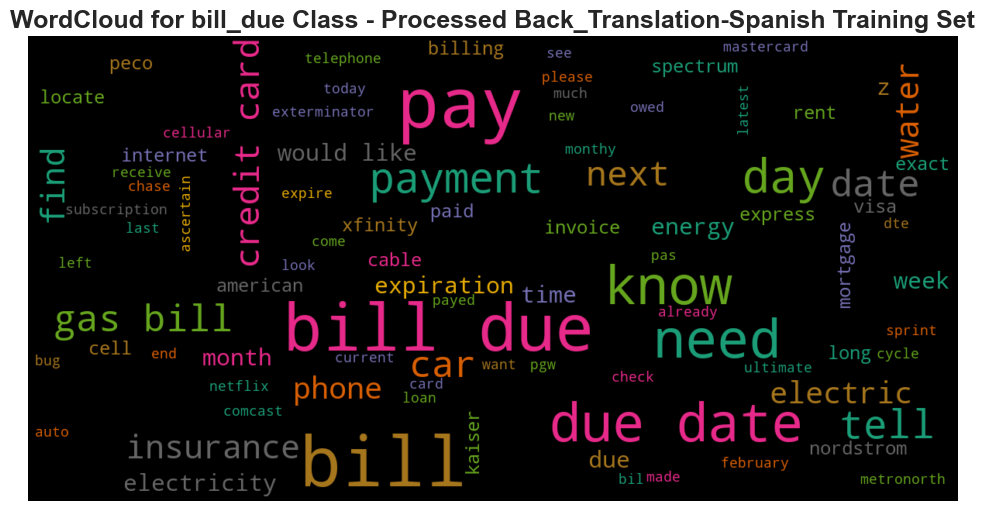 WordCloud for bill_due Class - Processed Back_Translation-Spanish Training Set
peco
telephone
billing
see
mastercard
locate
today
please
spectrum
z
credit card
exterminator
pay
much
owed
latest
rent
water
cellular
new
find
internet
would like
monthy
exact
receive
chase
ascertain
expire
payment
next
day
date
subscription
paid
express
visa
last
xfinity
invoice
energy
dte
left
come
look
cable
pas
know
mortgage
week
american
expiration
time
payed
already
gas bill
bill due
need
sprint
cell
end
month
current
car
want
pgw
long
cycle
bug
netflix
phone
card
loan
check
ultimate
electric
comcast
auto
insurance
bill
kaiser
due date
tell
due
nordstrom
electricity
bil
made
february
metronorth